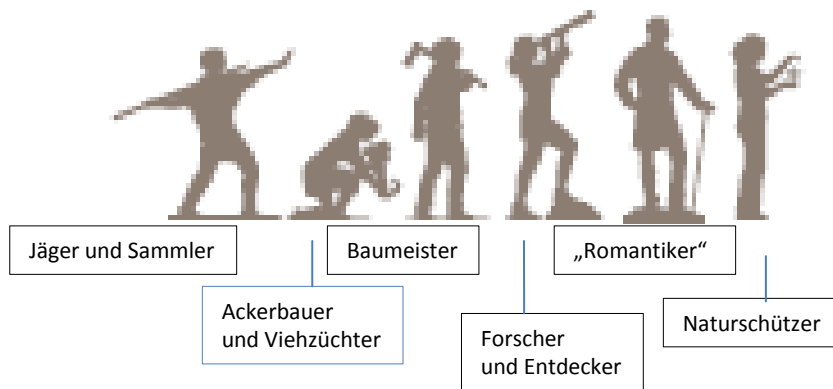 Jäger und Sammler
Ackerbauer
und Viehzüchter
Baumeister
Forscher
und Entdecker
„Romantiker“
Naturschützer